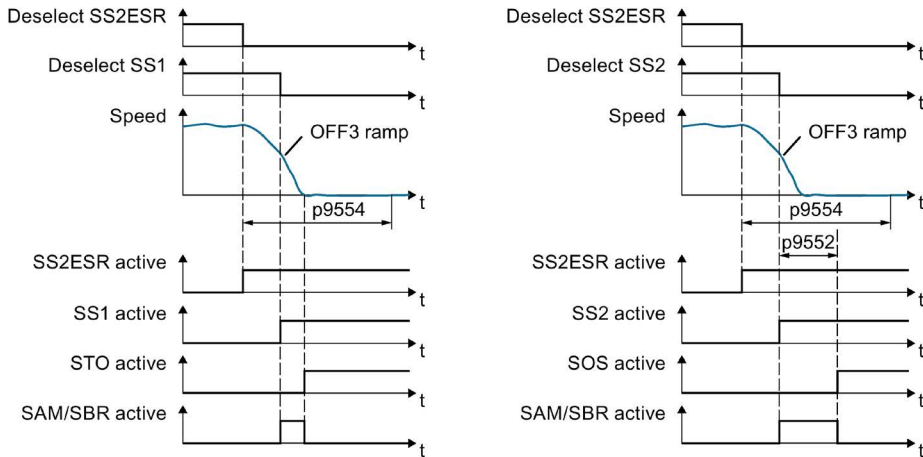 Deselect SS2ESR
t
Deselect SS1
t
Speed
OFF3 ramp
t
p9554
SS2ESR active
t
SS1 active
t
STO active
t
SAM/SBR active
t
Deselect SS2ESR
t
Deselect SS2
t
Speed
OFF3 ramp
t
p9554
p9552
SS2ESR active
t
SS2 active
t
SOS active
t
SAM/SBR active
t